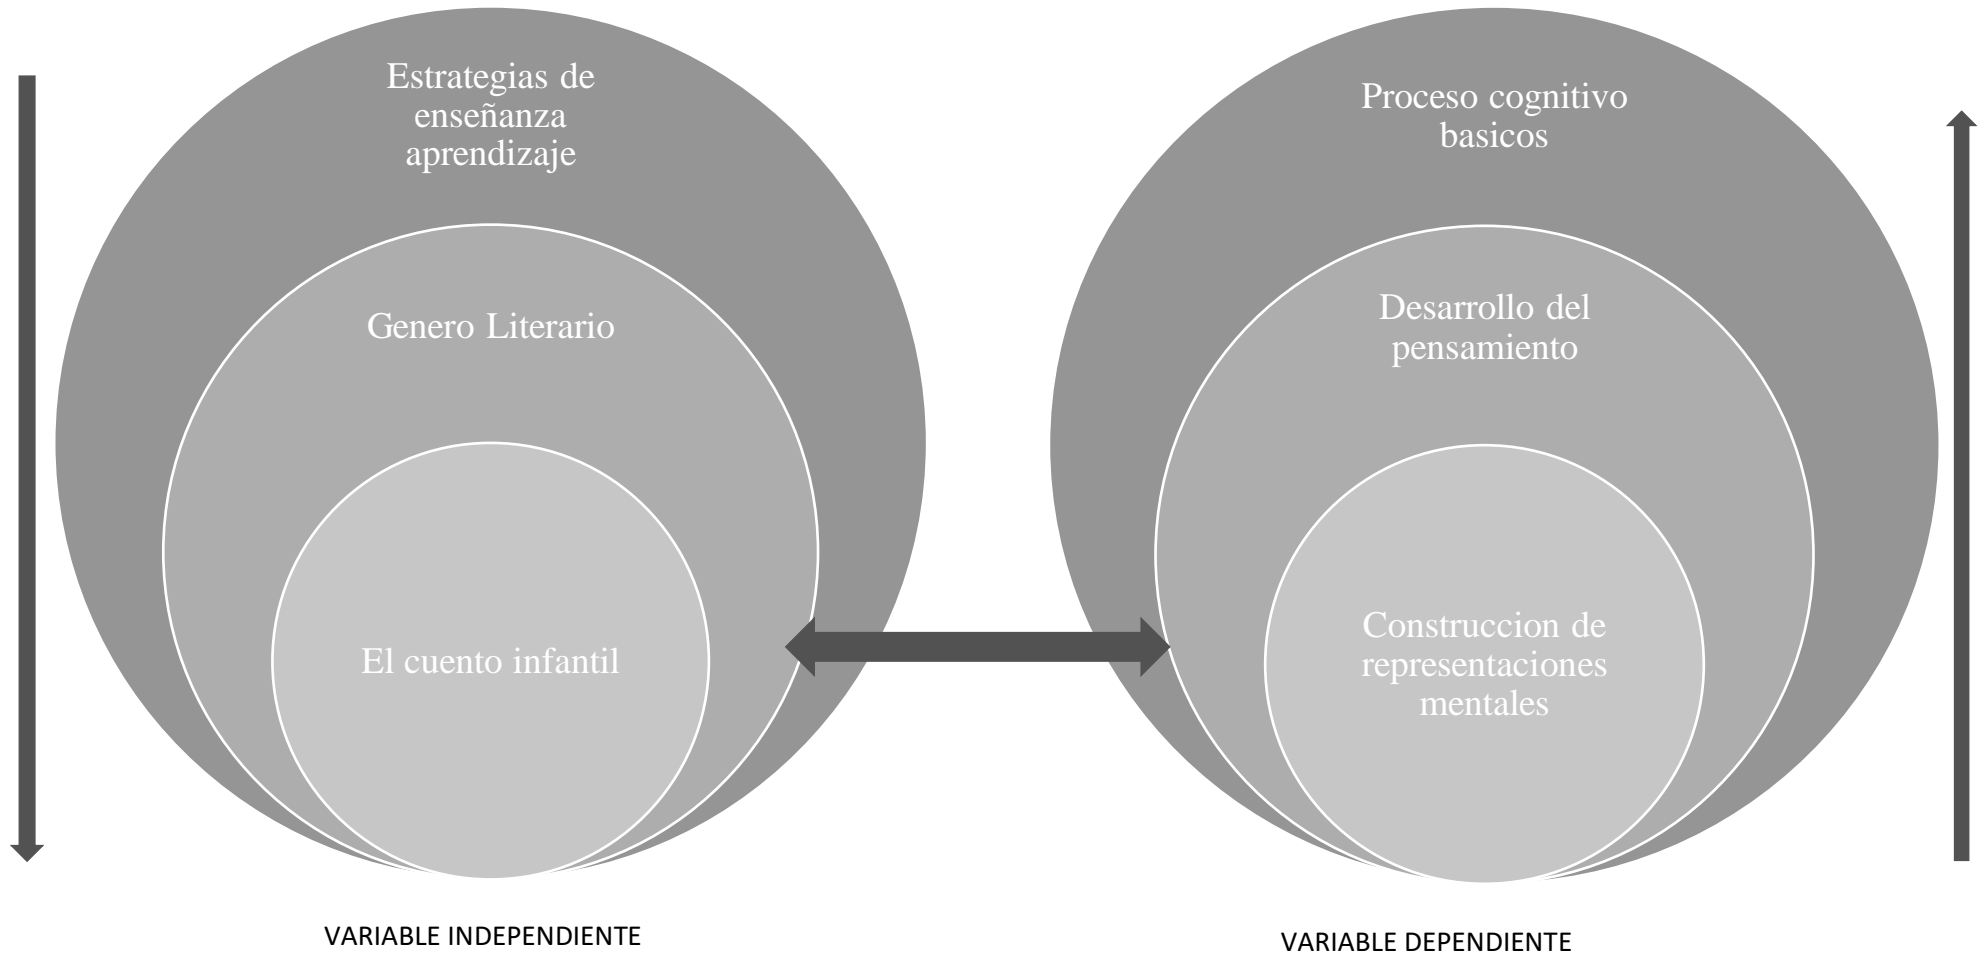 Estrategias de
enseñanza
aprendizaje
Genero Literario
El cuento infantil
VARIABLE INDEPENDIENTE
Proceso cognitivo
basicos
Desarrollo del
pensamiento
Construccion de
representaciones
mentales
VARIABLE DEPENDIENTE